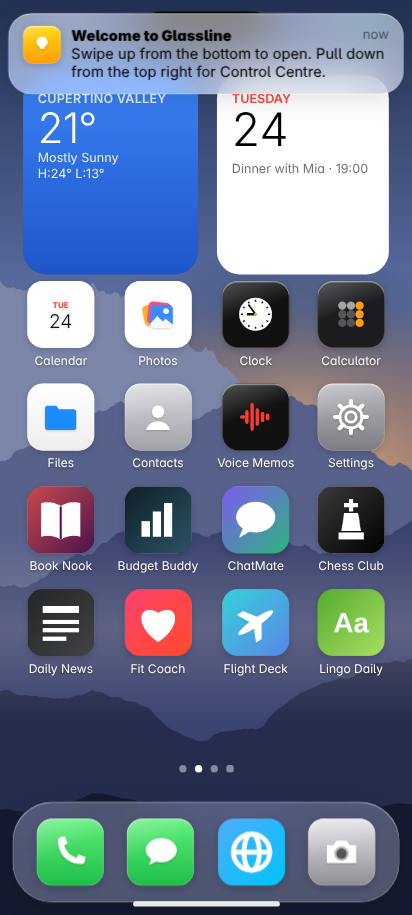 Welcome to Glassline
now
Swipe up from the bottom to open. Pull down
from the top right for Control Centre.
CUPERTINO VALLEY
21°
Mostly Sunny
H:24° L:13°
TUESDAY
24
Dinner with Mia · 19:00
TUE
24
Calendar
Photos
Clock
Calculator
Files
Contacts
Voice Memos
Settings
Book Nook
Budget Buddy
ChatMate
Chess Club
Aa
Daily News
Fit Coach
Flight Deck
Lingo Daily